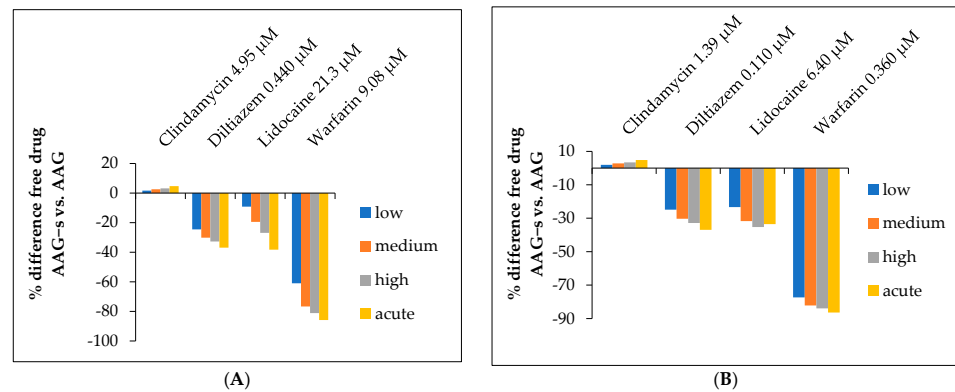 Clindamycin 4.95 µM
Diltiazem 0.440 µM
Lidocaine 21.3 µM
Warfarin 9.08 µM
% difference free drug
AAG–s vs. AAG
20
0
-20
-40
-60
-80
-100
low
medium
high
acute
(A)
Clindamycin 1.39 µM
Diltiazem 0.110 µM
Lidocaine 6.40 µM
Warfarin 0.360 µM
% difference free drug
AAG–s vs. AAG
10
-10
-30
-50
-70
-90
low
medium
high
acute
(B)